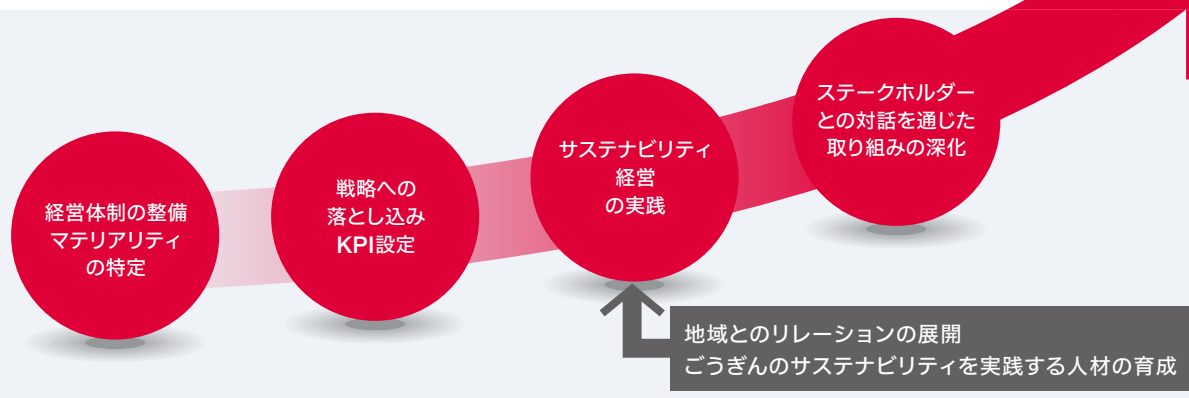 経営体制の整備
マテリアリティ
の特定
戦略への
落とし込み
KPI設定
サステナビリティ
経営
の実践
ステークホルダー
との対話を通じた
取り組みの深化
地域とのリレーションの展開
ごうぎんのサステナビリティを実践する人材の育成